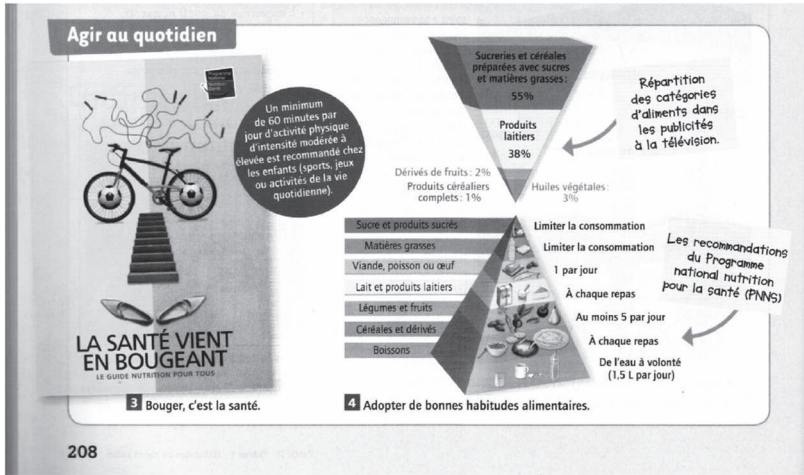 Agir au quotidien
Programme
National
Nutrition
Santé
Un minimum
de 60 minutes par
jour d'activité physique
d'intensité modérée à
élevée est recommandé chez
les enfants (sports, jeux
ou activités de la vie
quotidienne).
LA SANTÉ VIENT
EN BOUGEANT
LE GUIDE NUTRITION POUR TOUS
3 Bouger, c'est la santé.
Sucreries et céréales
préparées avec sucres
et matières grasses :
55%
Produits
laitiers
38%
Dérivés de fruits : 2%
Produits céréaliers
complets : 1%
Huiles végétales :
3%
Répartition
des catégories
d'aliments dans
les publicités
à la télévision.
Sucre et produits sucrés
Matières grasses
Viande, poisson ou œuf
Lait et produits laitiers
Légumes et fruits
Céréales et dérivés
Boissons
Limiter la consommation
Limiter la consommation
1 par jour
À chaque repas
Au moins 5 par jour
À chaque repas
De l'eau à volonté
(1,5 L par jour)
Les recommandations
du Programme
national nutrition
pour la santé (PNNS)
4 Adopter de bonnes habitudes alimentaires.
208